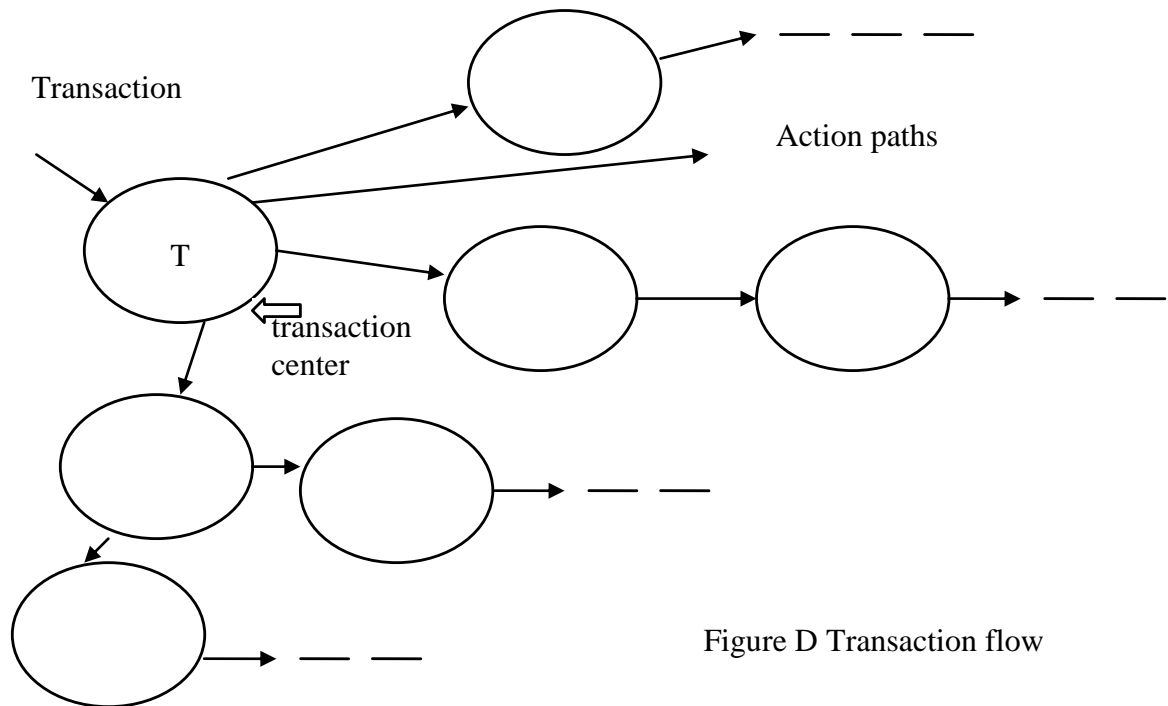 Transaction
Action paths
T
transaction
center
Figure D Transaction flow